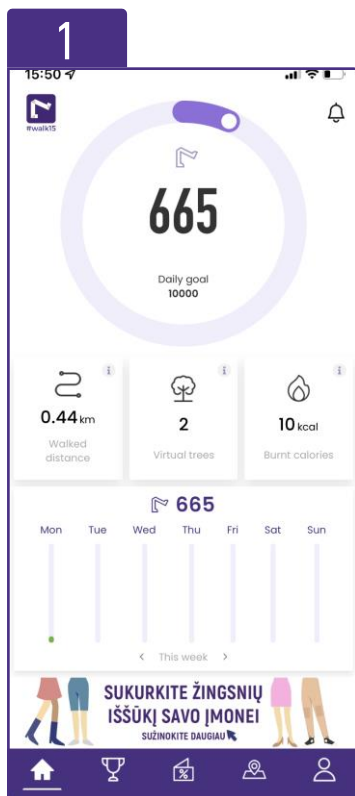 1
15:50
#walk15
665
Daily goal
10000
i
i
i
0.44 km
2
10 kcal
Walked
distance
Virtual trees
Burnt calories
665
Mon Tue Wed Thu Fri Sat Sun
< This week >
SUKURKITE ŽINGSNIŲ
IŠŠŪKĮ SAVO ĮMONEI
SUŽINOKITE DAUGIAU
%